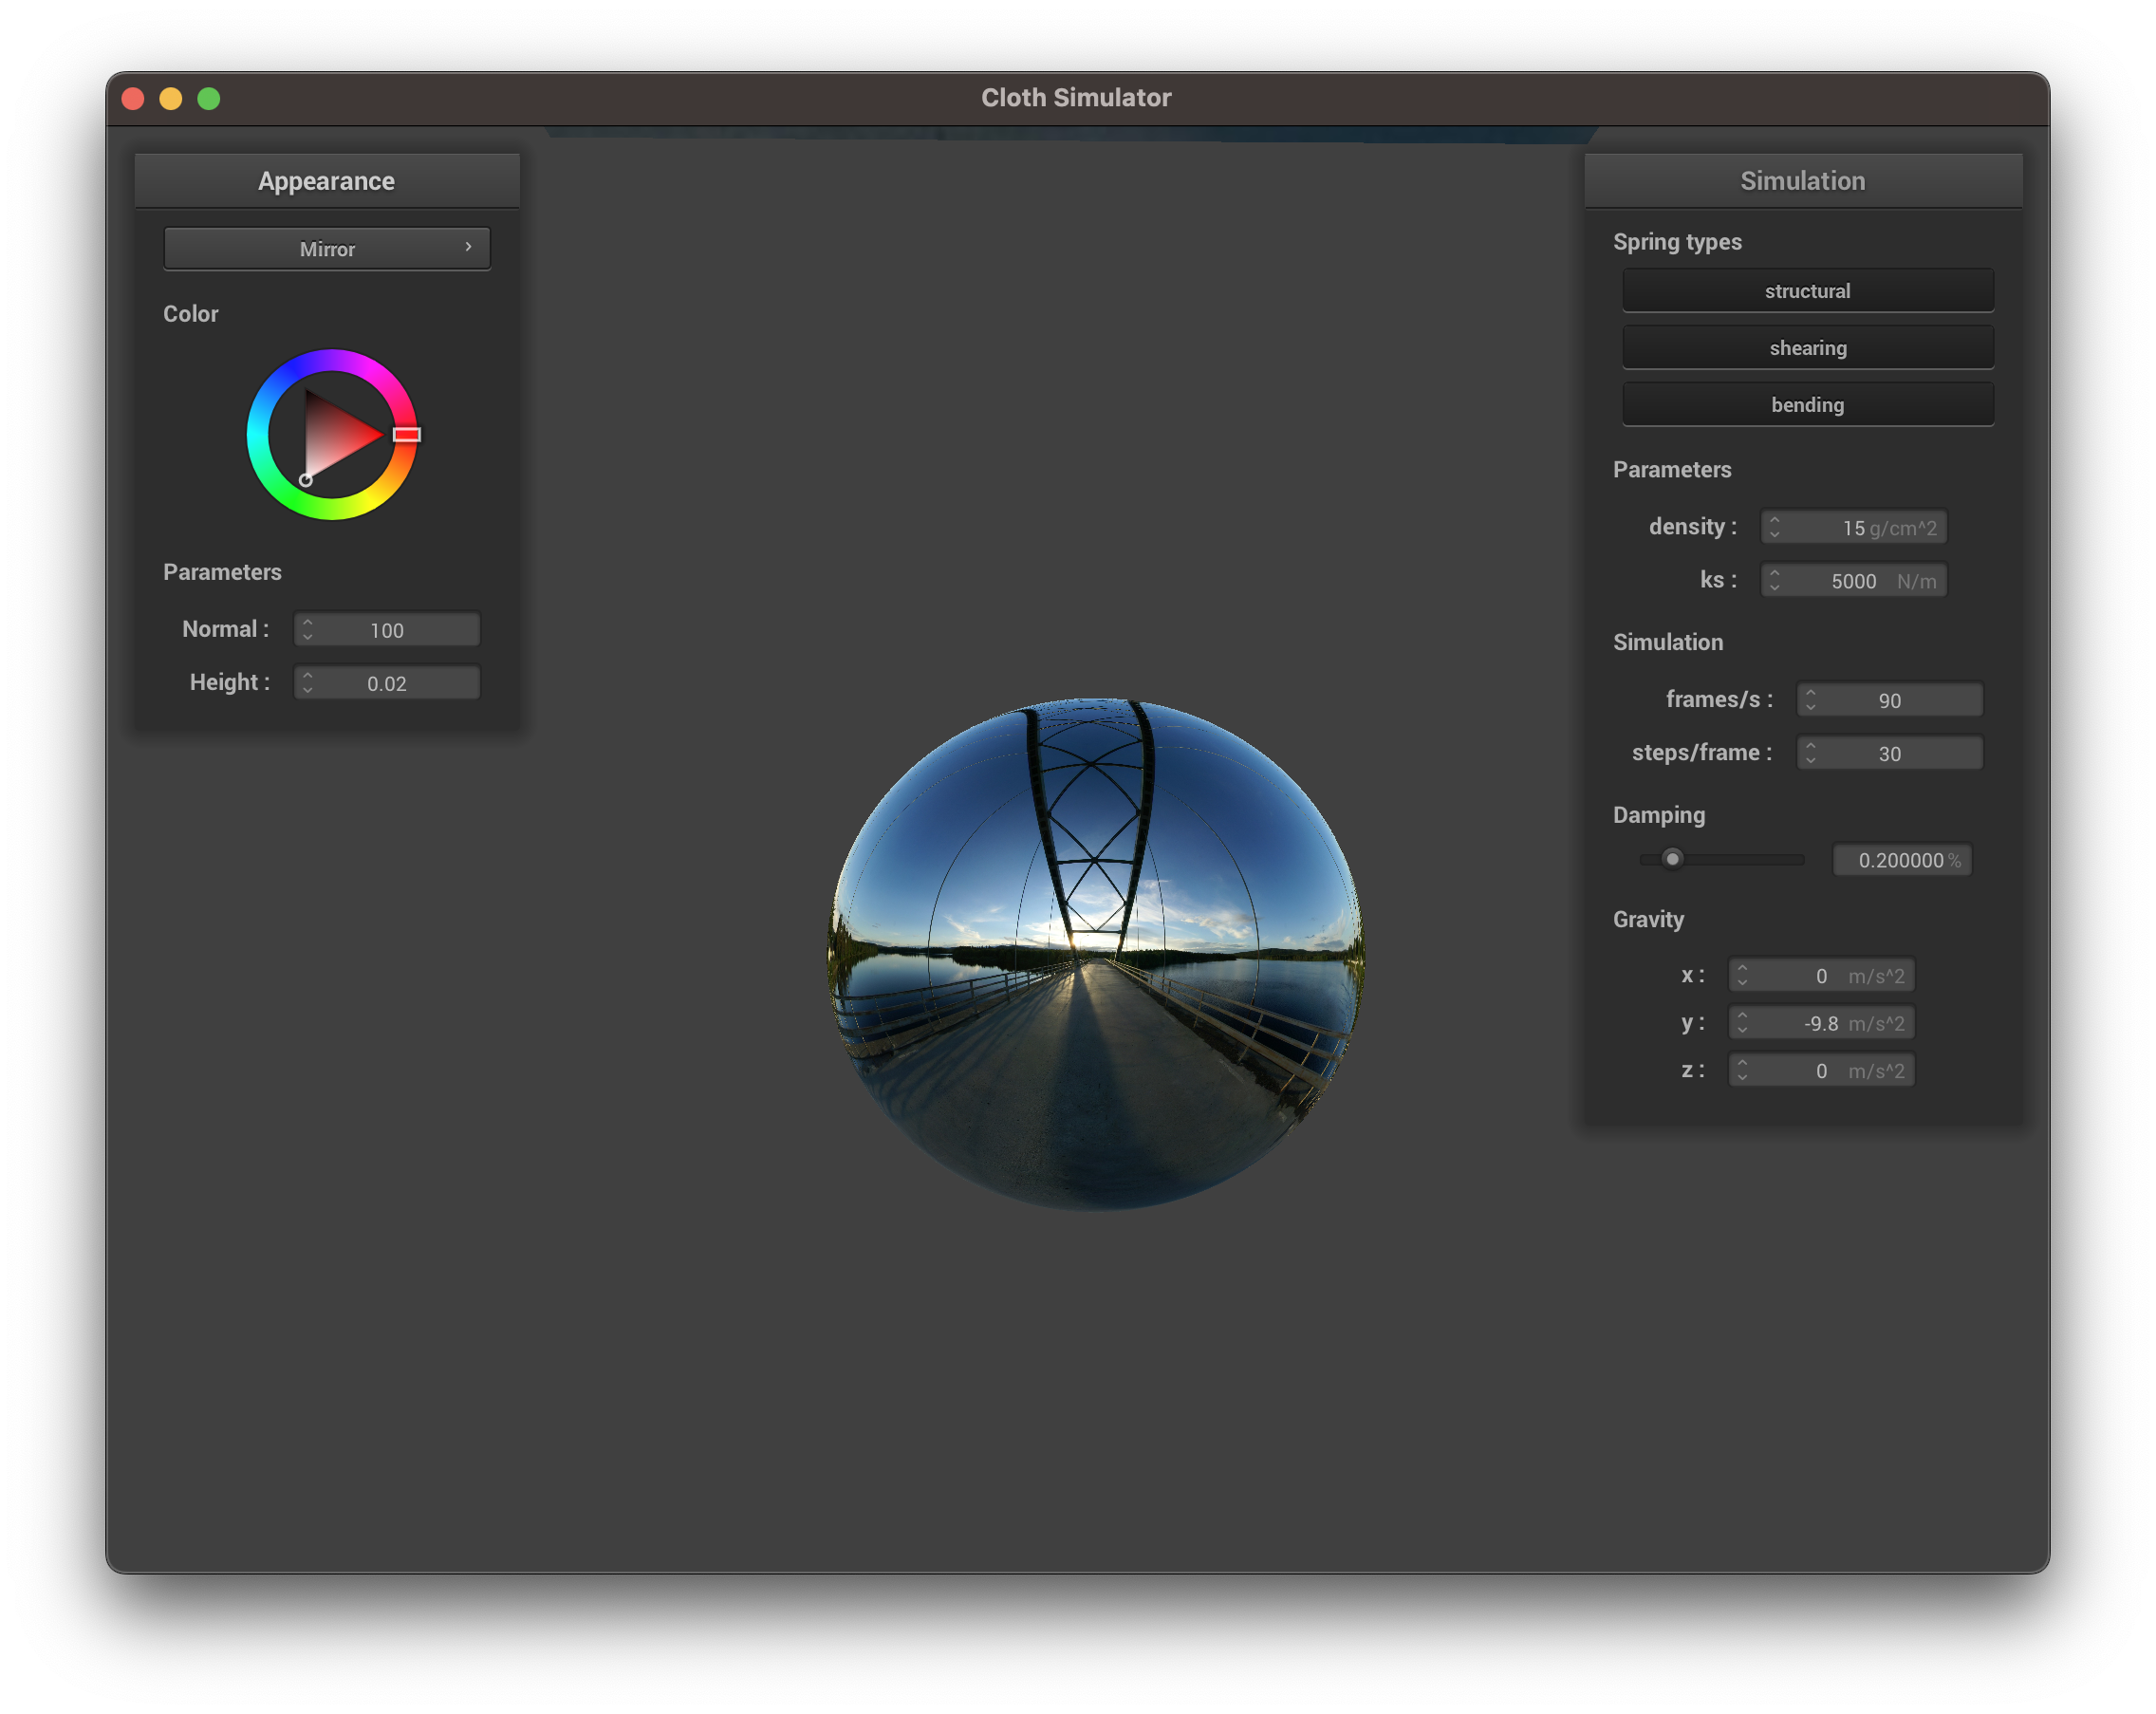 Cloth Simulator
Appearance
Mirror
Color
Parameters
Normal : 100
Height : 0.02
Simulation
Spring types
structural
shearing
bending
Parameters
density : 15 g/cm^2
ks : 5000 N/m
Simulation
frames/s : 90
steps/frame : 30
Damping
0.200000 %
Gravity
x : 0 m/s^2
y : -9.8 m/s^2
z : 0 m/s^2